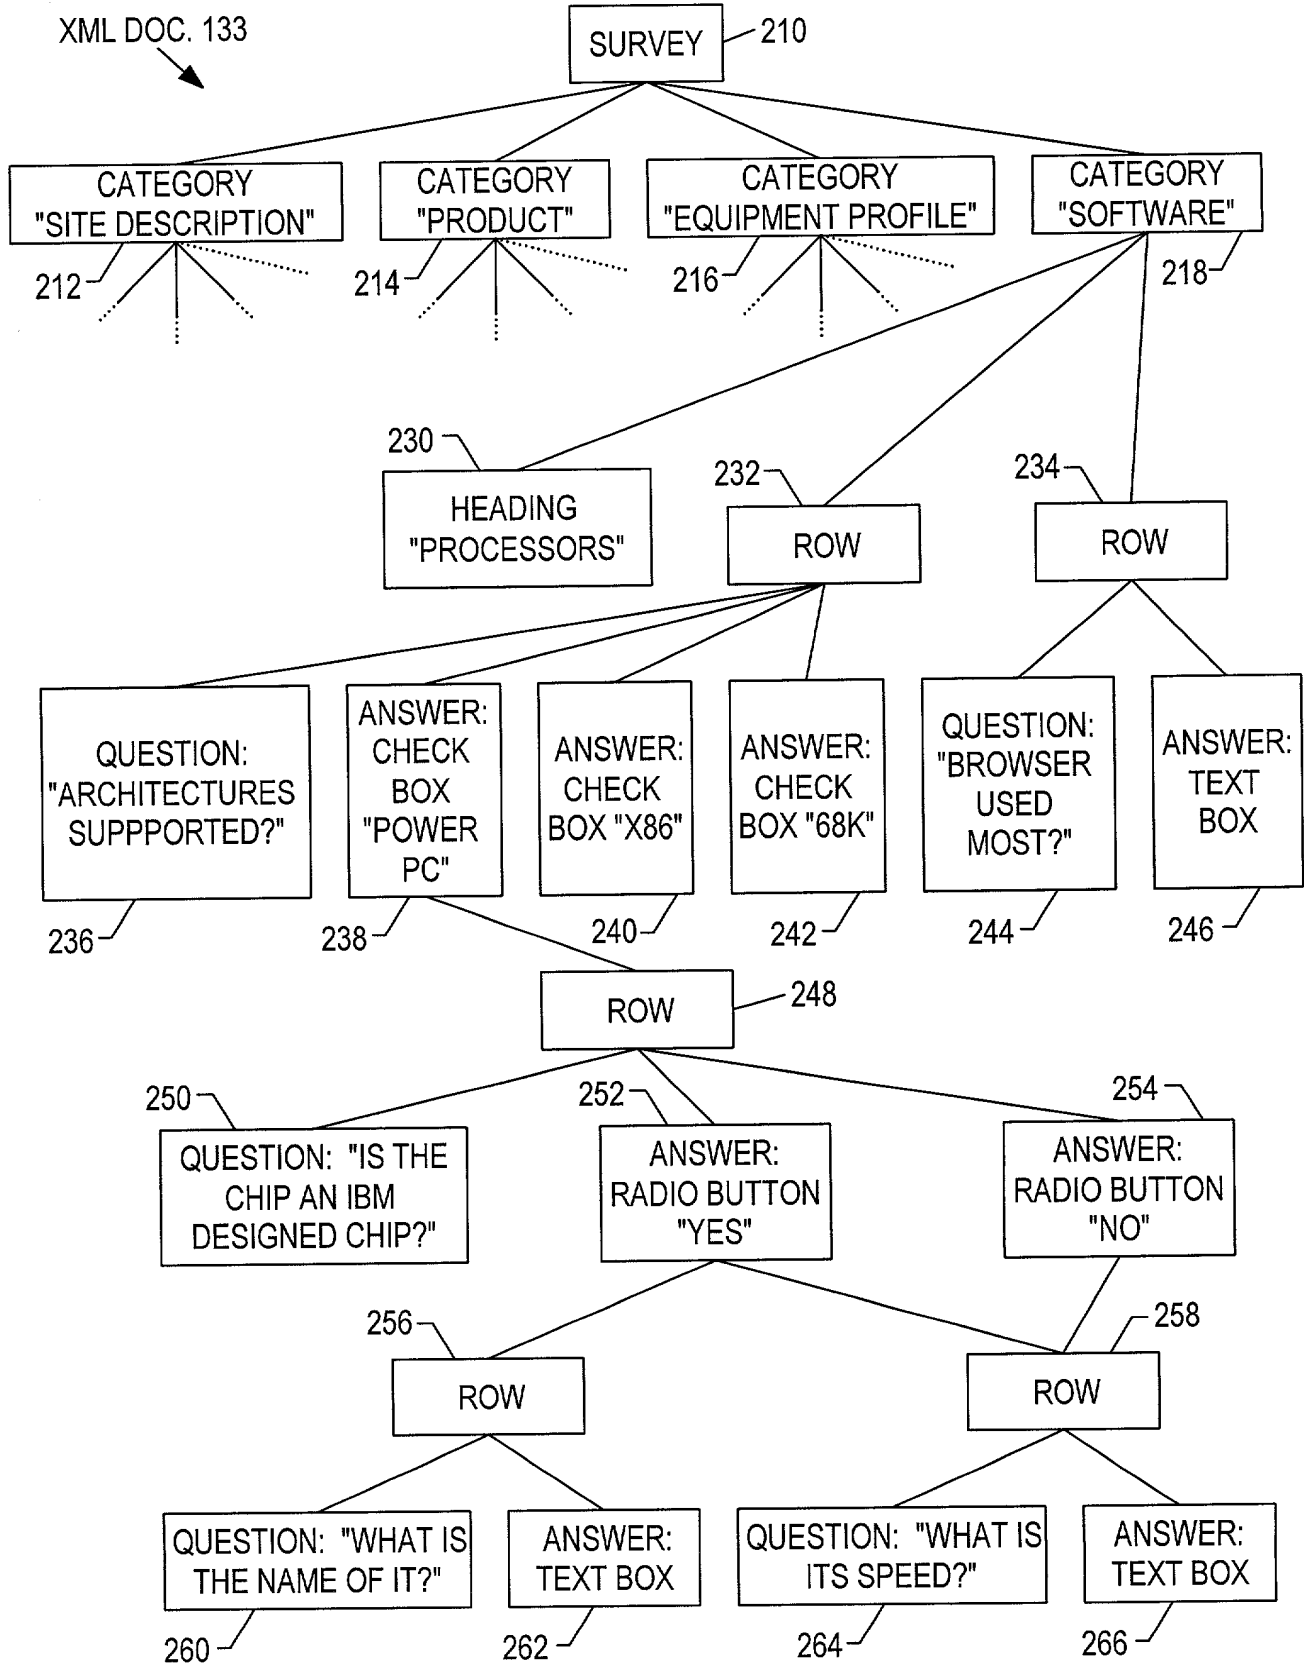 XML DOC. 133
SURVEY
210
CATEGORY
"SITE DESCRIPTION"
212
CATEGORY
"PRODUCT"
214
CATEGORY
"EQUIPMENT PROFILE"
216
CATEGORY
"SOFTWARE"
218
230
HEADING
"PROCESSORS"
232
ROW
234
ROW
QUESTION:
"ARCHITECTURES
SUPPPORTED?"
236
ANSWER:
CHECK
BOX
"POWER
PC"
238
ANSWER:
CHECK
BOX "X86"
240
ANSWER:
CHECK
BOX "68K"
242
QUESTION:
"BROWSER
USED
MOST?"
244
ANSWER:
TEXT
BOX
246
ROW
248
250
QUESTION: "IS THE
CHIP AN IBM
DESIGNED CHIP?"
252
ANSWER:
RADIO BUTTON
"YES"
254
ANSWER:
RADIO BUTTON
"NO"
256
ROW
258
ROW
QUESTION: "WHAT IS
THE NAME OF IT?"
260
ANSWER:
TEXT BOX
262
QUESTION: "WHAT IS
ITS SPEED?"
264
ANSWER:
TEXT BOX
266